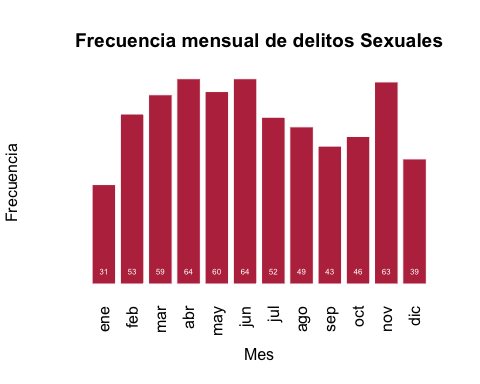 Frecuencia mensual de delitos Sexuales
Frecuencia
31 53 59 64 60 64 52 49 43 46 63 39
ene feb mar abr may jun jul ago sep oct nov dic
Mes